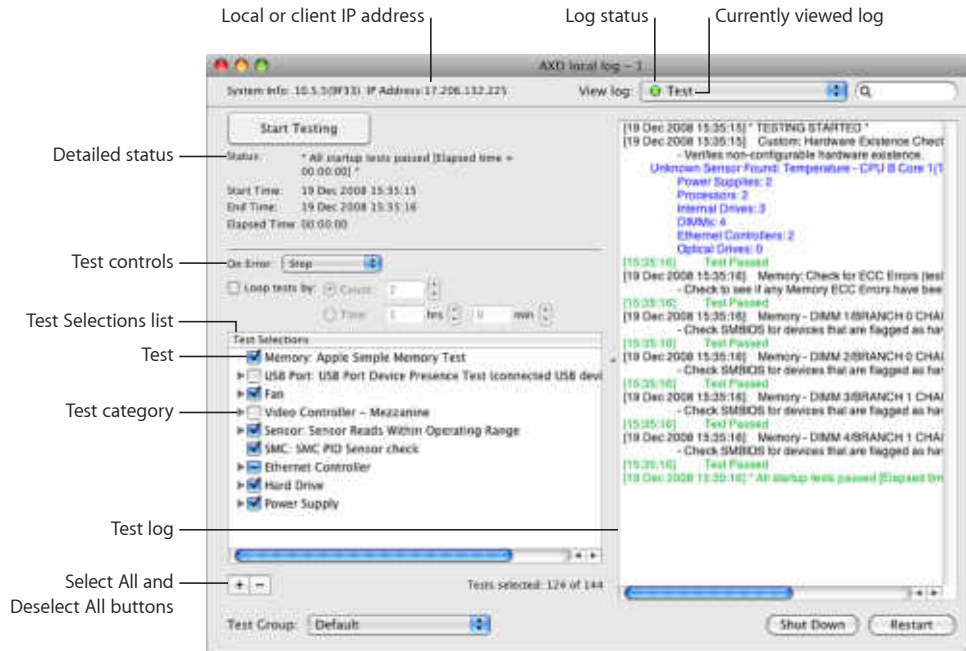 Local or client IP address
Log status
Currently viewed log
AXD local log – 1
System Info: 10.5.5(9F33) IP Address: 17.206.132.225
View log: Test
Start Testing
Detailed status
Status: * All startup tests passed [Elapsed time =
00:00:00] *
Start Time: 19 Dec 2008 15:35:15
End Time: 19 Dec 2008 15:35:16
Elapsed Time: 00:00:00
Test controls
On Error: Stop
Loop tests by: Count: 2
Time: 1 hrs 0 min
Test Selections list
Test Selections
Test
Memory: Apple Simple Memory Test
USB Port: USB Port Device Presence Test (connected USB devi
Fan
Test category
Video Controller – Mezzanine
Sensor: Sensor Reads Within Operating Range
SMC: SMC PID Sensor check
Ethernet Controller
Hard Drive
Power Supply
Test log
Select All and
Deselect All buttons
+ −
Tests selected: 124 of 144
Test Group: Default
[19 Dec 2008 15:35:15] * TESTING STARTED *
[19 Dec 2008 15:35:15] Custom: Hardware Existence Check
- Verifies non-configurable hardware existence.
Unknown Sensor Found: Temperature - CPU B Core 1(T
Power Supplies: 2
Processors: 2
Internal Drives: 3
DIMMs: 4
Ethernet Controllers: 2
Optical Drives: 0
[15:35:16] Test Passed
[19 Dec 2008 15:35:16] Memory: Check for ECC Errors (test
- Check to see if any Memory ECC Errors have bee
[15:35:16] Test Passed
[19 Dec 2008 15:35:16] Memory - DIMM 1/BRANCH 0 CHAI
- Check SMBIOS for devices that are flagged as hav
[15:35:16] Test Passed
[19 Dec 2008 15:35:16] Memory - DIMM 2/BRANCH 0 CHAI
- Check SMBIOS for devices that are flagged as hav
[15:35:16] Test Passed
[19 Dec 2008 15:35:16] Memory - DIMM 3/BRANCH 1 CHAI
- Check SMBIOS for devices that are flagged as hav
[15:35:16] Test Passed
[19 Dec 2008 15:35:16] Memory - DIMM 4/BRANCH 1 CHAI
- Check SMBIOS for devices that are flagged as hav
[15:35:16] Test Passed
[19 Dec 2008 15:35:16] * All startup tests passed [Elapsed tim
Shut Down
Restart